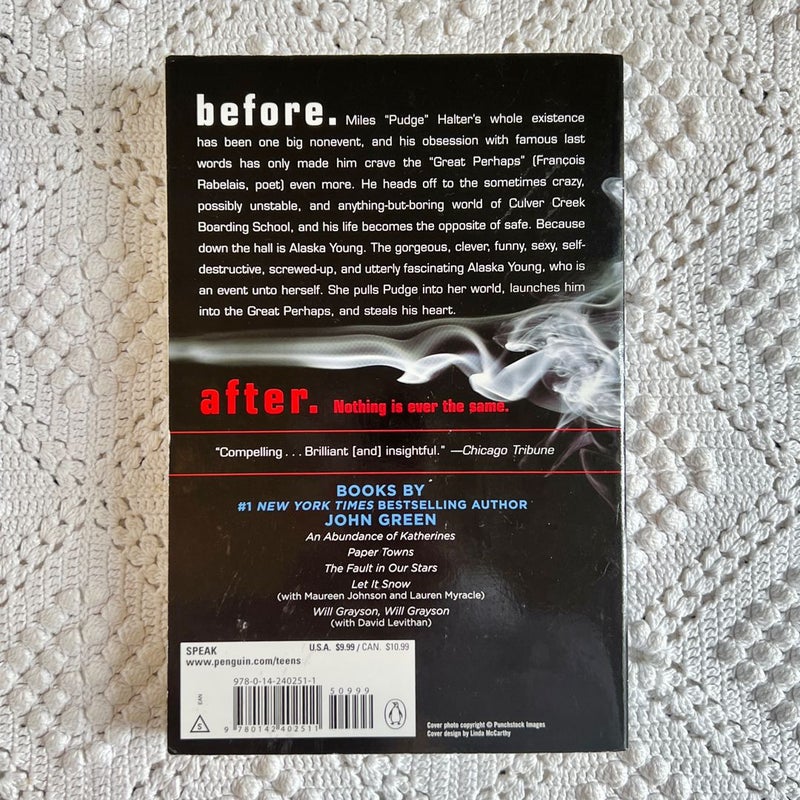 before. Miles “Pudge” Halter’s whole existence
has been one big nonevent, and his obsession with famous last
words has only made him crave the “Great Perhaps” (François
Rabelais, poet) even more. He heads off to the sometimes crazy,
possibly unstable, and anything-but-boring world of Culver Creek
Boarding School, and his life becomes the opposite of safe. Because
down the hall is Alaska Young. The gorgeous, clever, funny, sexy, self-
destructive, screwed-up, and utterly fascinating Alaska Young, who is
an event unto herself. She pulls Pudge into her world, launches him
into the Great Perhaps, and steals his heart.
after. Nothing is ever the same.
“Compelling . . . Brilliant [and] insightful.” —Chicago Tribune
BOOKS BY
#1 NEW YORK TIMES BESTSELLING AUTHOR
JOHN GREEN
An Abundance of Katherines
Paper Towns
The Fault in Our Stars
Let It Snow
(with Maureen Johnson and Lauren Myracle)
Will Grayson, Will Grayson
(with David Levithan)
SPEAK
U.S.A. $9.99 / CAN. $10.99
www.penguin.com/teens
978-0-14-240251-1
50999
EAN
S
9 780142 402511
Cover photo copyright © Punchstock Images
Cover design by Linda McCarthy